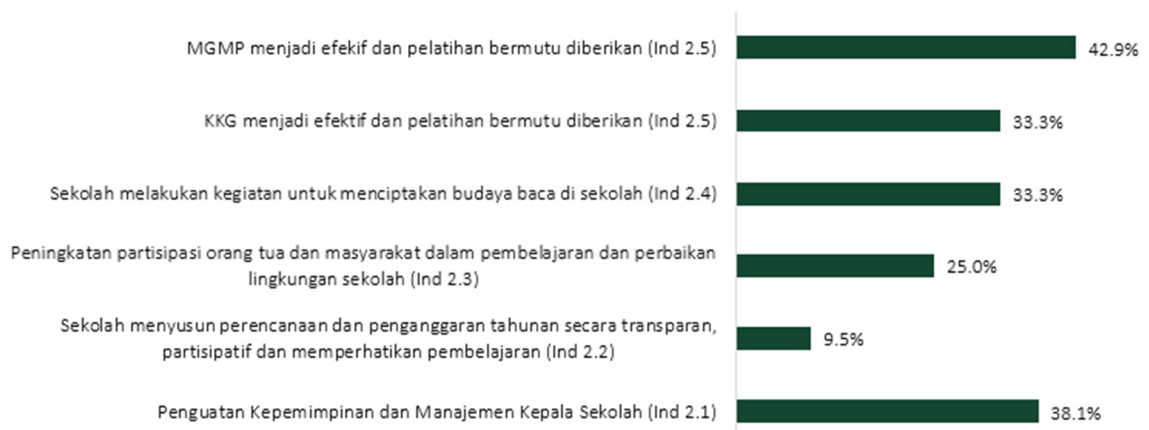 MGMP menjadi efekif dan pelatihan bermutu diberikan (Ind 2.5)
42.9%
KKG menjadi efektif dan pelatihan bermutu diberikan (Ind 2.5)
33.3%
Sekolah melakukan kegiatan untuk menciptakan budaya baca di sekolah (Ind 2.4)
33.3%
Peningkatan partisipasi orang tua dan masyarakat dalam pembelajaran dan perbaikan
lingkungan sekolah (Ind 2.3)
25.0%
Sekolah menyusun perencanaan dan penganggaran tahunan secara transparan,
partisipatif dan memperhatikan pembelajaran (Ind 2.2)
9.5%
Penguatan Kepemimpinan dan Manajemen Kepala Sekolah (Ind 2.1)
38.1%